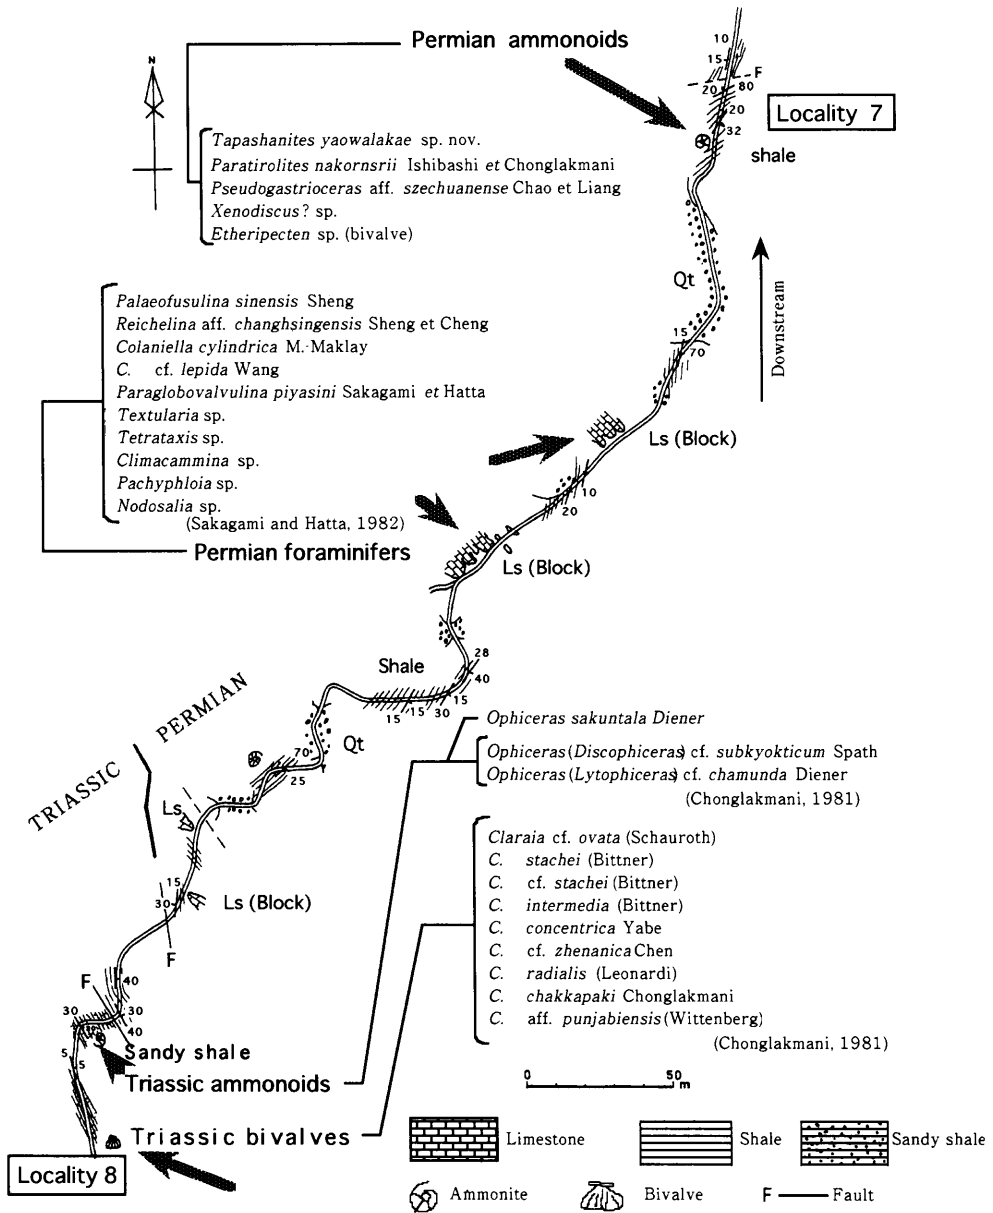 Permian ammonoids
N
Tapashanites yaowalakae sp. nov.
Paratirolites nakornsrii Ishibashi et Chonglakmani
Pseudogastrioceras aff. szechuanense Chao et Liang
Xenodiscus? sp.
Etheripecten sp. (bivalve)
10
15
F
20 80
20
32
Locality 7
shale
Qt
Downstream
15
70
Palaeofusulina sinensis Sheng
Reichelina aff. changhsingensis Sheng et Cheng
Colaniella cylindrica M.-Maklay
C. cf. lepida Wang
Paraglobovalvulina piyasini Sakagami et Hatta
Textularia sp.
Tetrataxis sp.
Climacammina sp.
Pachyphloia sp.
Nodosalia sp.
(Sakagami and Hatta, 1982)
Permian foraminifers
Ls (Block)
10
20
Ls (Block)
28
40
Shale
15 15 30 15
PERMIAN
TRIASSIC
Qt
70
25
Ls
15
30
Ls (Block)
F
F
40
30 30
40
5 5
Sandy shale
Triassic ammonoids
Triassic bivalves
Locality 8
Ophiceras sakuntala Diener
Ophiceras (Discophiceras) cf. subkyokticum Spath
Ophiceras (Lytophiceras) cf. chamunda Diener
(Chonglakmani, 1981)
Claraia cf. ovata (Schauroth)
C. stachei (Bittner)
C. cf. stachei (Bittner)
C. intermedia (Bittner)
C. concentrica Yabe
C. cf. zhenanica Chen
C. radialis (Leonardi)
C. chakkapaki Chonglakmani
C. aff. punjabiensis (Wittenberg)
(Chonglakmani, 1981)
0 50
m
Limestone Shale Sandy shale
Ammonite Bivalve F Fault